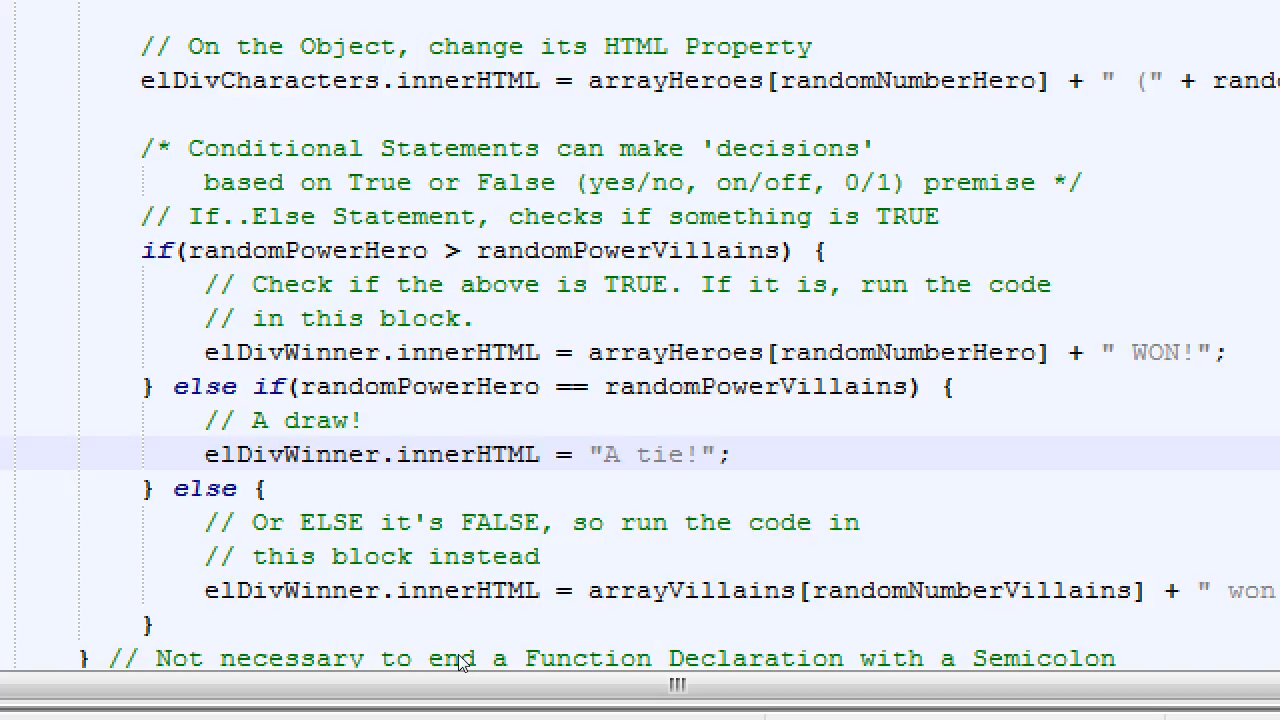 // On the Object, change its HTML Property
elDivCharacters.innerHTML = arrayHeroes[randomNumberHero] + " (" + rand
/* Conditional Statements can make 'decisions'
based on True or False (yes/no, on/off, 0/1) premise */
// If..Else Statement, checks if something is TRUE
if(randomPowerHero > randomPowerVillains) {
// Check if the above is TRUE. If it is, run the code
// in this block.
elDivWinner.innerHTML = arrayHeroes[randomNumberHero] + " WON!";
} else if(randomPowerHero == randomPowerVillains) {
// A draw!
elDivWinner.innerHTML = "A tie!";
} else {
// Or ELSE it's FALSE, so run the code in
// this block instead
elDivWinner.innerHTML = arrayVillains[randomNumberVillains] + " won
}
} // Not necessary to end a Function Declaration with a Semicolon